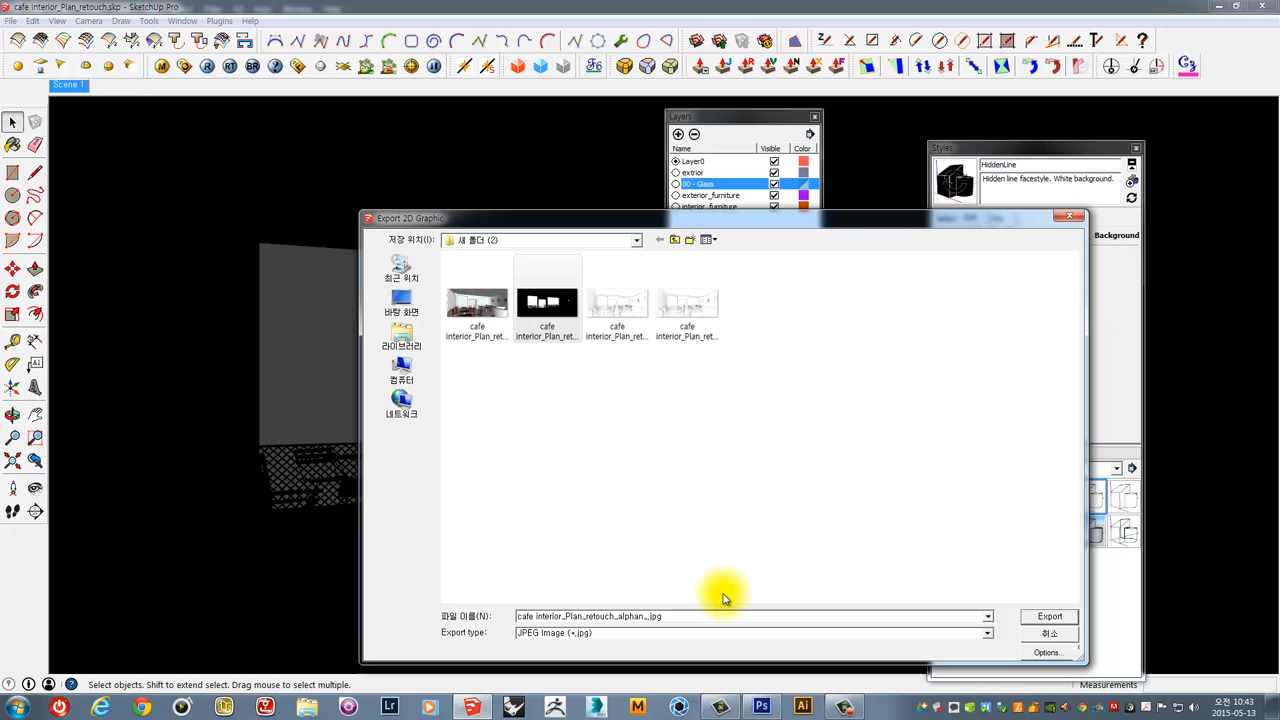 cafe interior_Plan_retouch.skp - SketchUp Pro
File Edit View Camera Draw Tools Window Plugins Help
Scene 1
Layers
Name Visible Color
Layer0
extrior
00 - Glass
exterior_furniture
interior_furniture
Styles
HiddenLine
Hidden line facestyle. White background.
Background
Export 2D Graphic
저장 위치(I): 새 폴더 (2)
최근 위치
바탕 화면
라이브러리
컴퓨터
네트워크
cafe interior_Plan_ret...
cafe interior_Plan_ret...
cafe interior_Plan_ret...
cafe interior_Plan_ret...
파일 이름(N): cafe interior_Plan_retouch_alphan_.jpg
Export
Export type: JPEG Image (*.jpg)
취소
Options...
Select objects. Shift to extend select. Drag mouse to select multiple.
Measurements
오전 10:43
2015-05-13